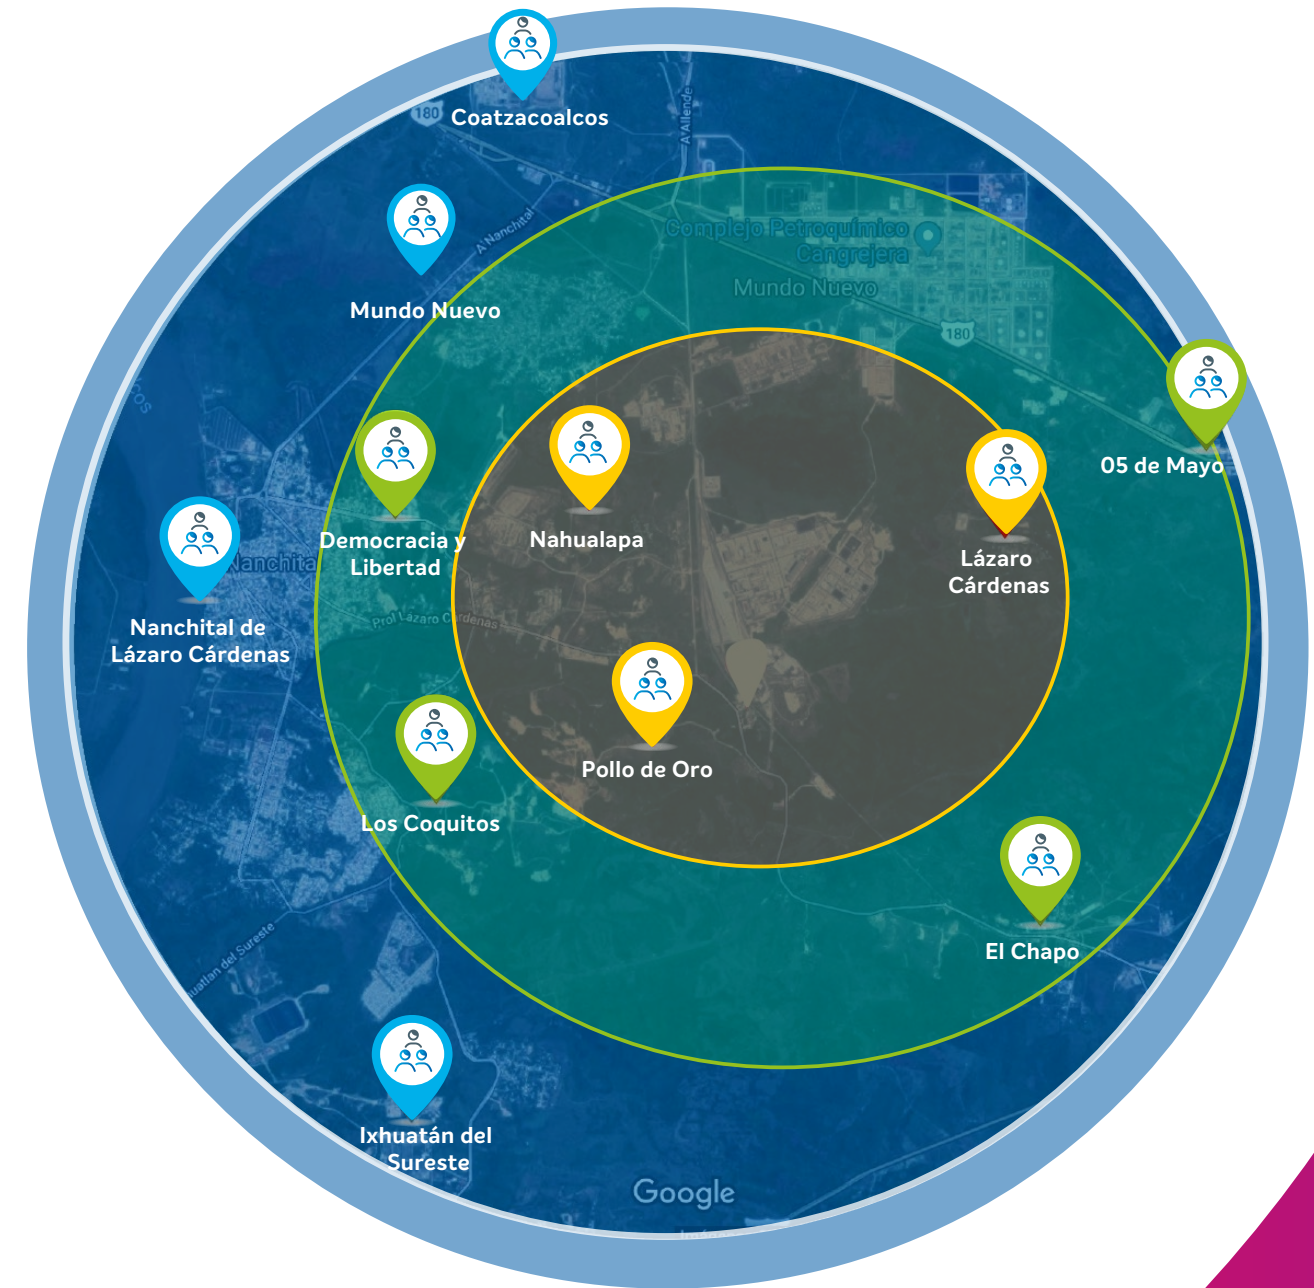 Coatzacoalcos
180
A'Allende
A'Nanchital
Mundo Nuevo
Complejo Petroquímico
Cangrejera
Mundo Nuevo
180
05 de Mayo
Democracia y
Libertad
Nahualapa
Lázaro
Cárdenas
Nanchital
Nanchital de
Lázaro Cárdenas
Prol Lázaro Cárdenas
Pollo de Oro
Los Coquitos
El Chapo
Ixhuatán del
Sureste
Google